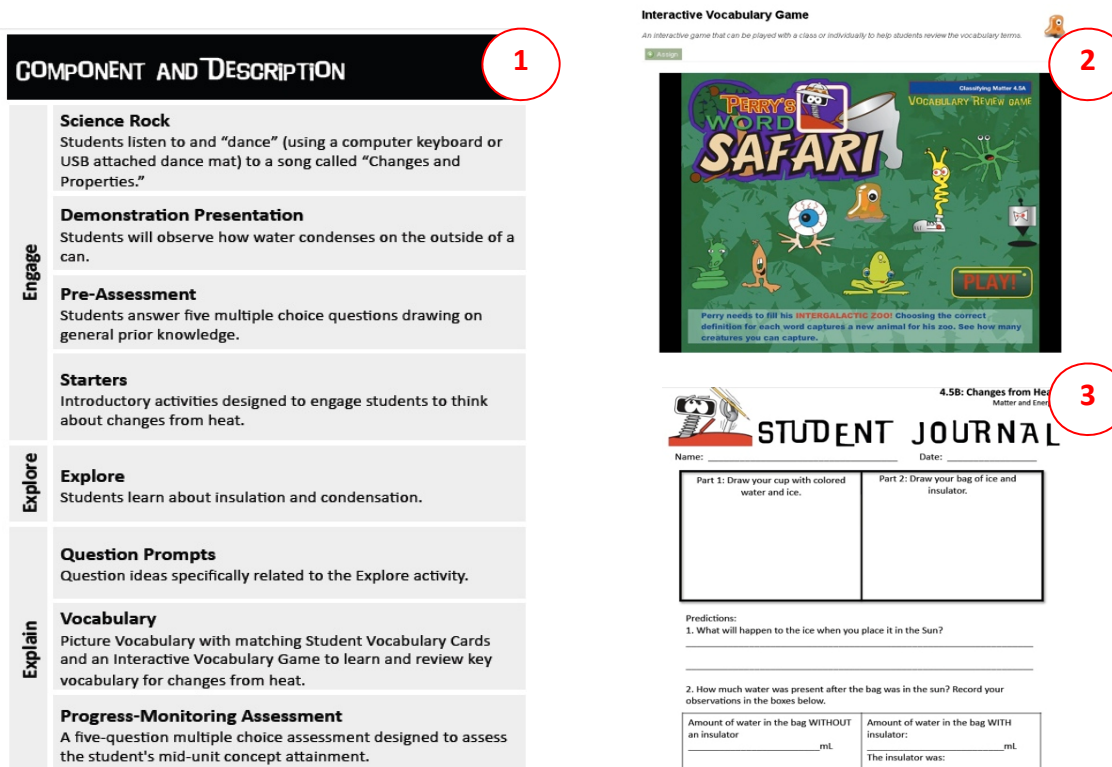 COMPONENT AND DESCRIPTION
1
Engage
Science Rock
Students listen to and “dance” (using a computer keyboard or
USB attached dance mat) to a song called “Changes and
Properties.”
Demonstration Presentation
Students will observe how water condenses on the outside of a
can.
Pre-Assessment
Students answer five multiple choice questions drawing on
general prior knowledge.
Starters
Introductory activities designed to engage students to think
about changes from heat.
Explore
Explore
Students learn about insulation and condensation.
Explain
Question Prompts
Question ideas specifically related to the Explore activity.
Vocabulary
Picture Vocabulary with matching Student Vocabulary Cards
and an Interactive Vocabulary Game to learn and review key
vocabulary for changes from heat.
Progress-Monitoring Assessment
A five-question multiple choice assessment designed to assess
the student's mid-unit concept attainment.
Interactive Vocabulary Game
An interactive game that can be played with a class or individually to help students review the vocabulary terms.
Assign
2
Classifying Matter 4.5A
VOCABULARY REVIEW GAME
PERRY'S
WORD
SAFARI
PLAY!
Perry needs to fill his INTERGALACTIC ZOO! Choosing the correct
definition for each word captures a new animal for his zoo. See how many
creatures you can capture.
3
4.5B: Changes from Hea
Matter and Ener
STUDENT JOURNAL
Name: Date:
Part 1: Draw your cup with colored
water and ice.
Part 2: Draw your bag of ice and
insulator.
Predictions:
1. What will happen to the ice when you place it in the Sun?
2. How much water was present after the bag was in the sun? Record your
observations in the boxes below.
Amount of water in the bag WITHOUT
an insulator
mL
Amount of water in the bag WITH
insulator:
mL
The insulator was: